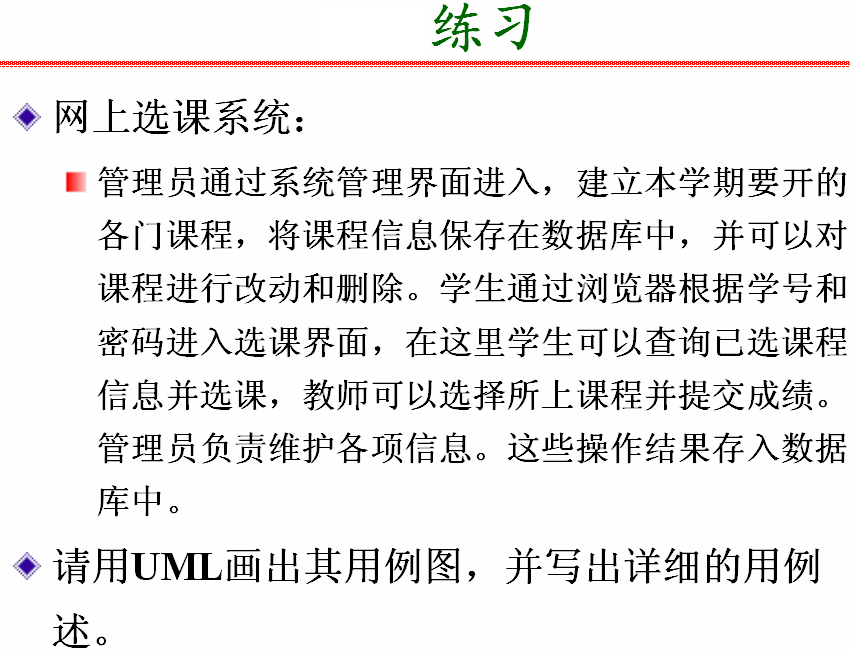 练习
网上选课系统：
管理员通过系统管理界面进入，建立本学期要开的
各门课程，将课程信息保存在数据库中，并可以对
课程进行改动和删除。学生通过浏览器根据学号和
密码进入选课界面，在这里学生可以查询已选课程
信息并选课，教师可以选择所上课程并提交成绩。
管理员负责维护各项信息。这些操作结果存入数据
库中。
请用UML画出其用例图，并写出详细的用例
述。